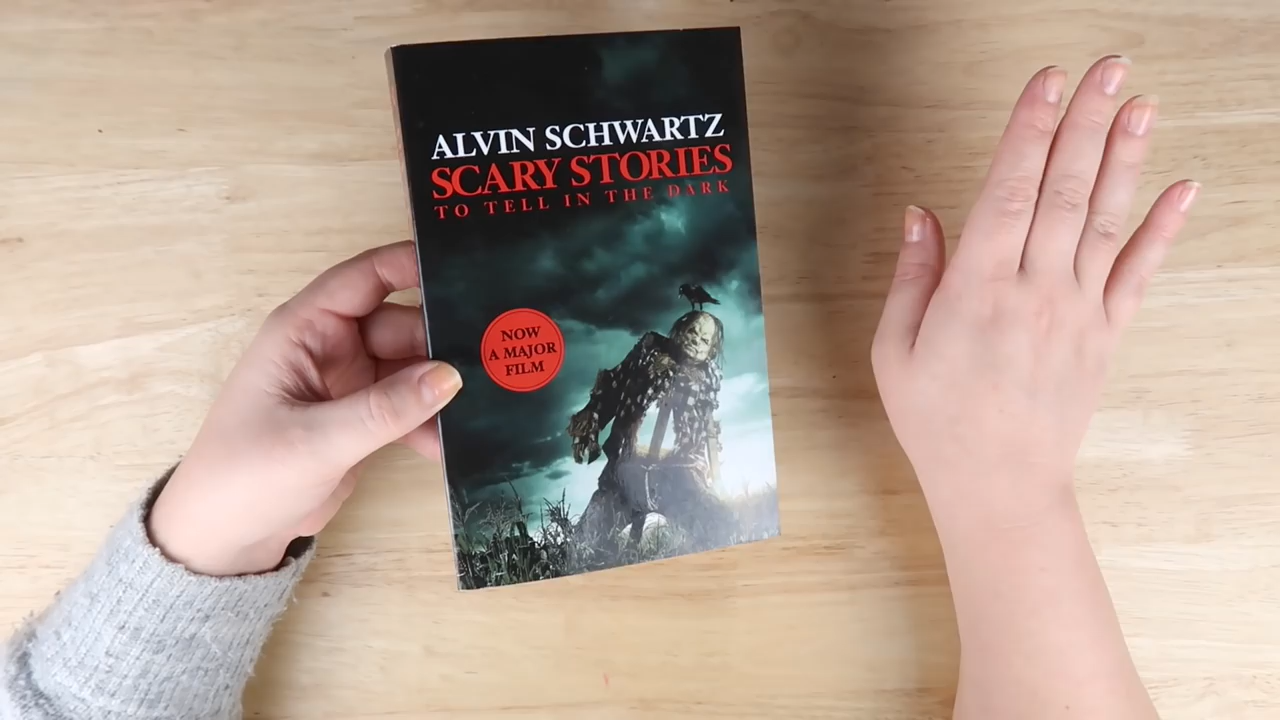 ALVIN SCHWARTZ
SCARY STORIES
TO TELL IN THE DARK
NOW
A MAJOR
FILM